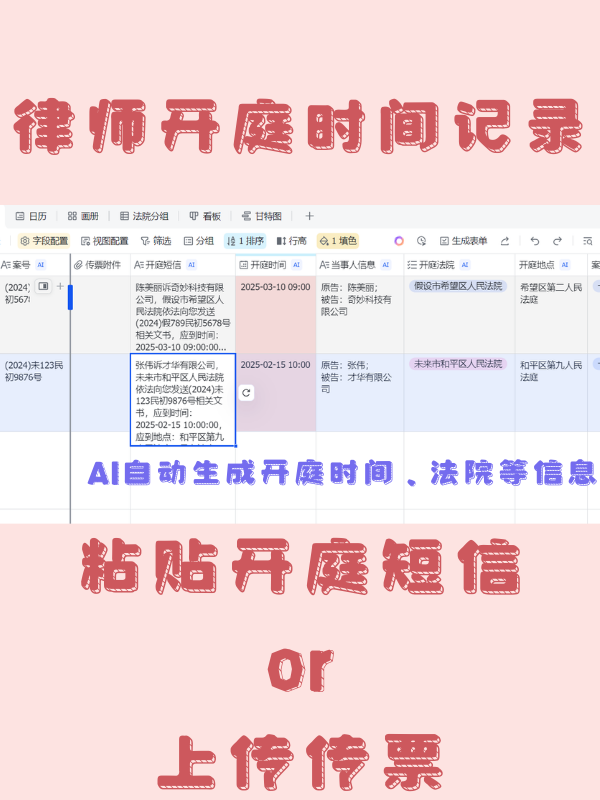 律师开庭时间记录
日历 画册 法院分组 看板 甘特图
字段配置 视图配置 筛选 分组 1 排序 行高 1 填色 生成表单
案号 AI 传票附件 开庭短信 AI 开庭时间 AI 当事人信息 AI 开庭法院 AI 开庭地点 AI 案
(2024)
初567
陈美丽诉奇妙科技有限
公司，假设市希望区人
民法院依法向您发送
(2024)假789民初5678号
相关文书，应到时间：
2025-03-10 09:00:00...
2025-03-10 09:00
原告：陈美丽；
被告：奇妙科技有
限公司
假设市希望区人民法院
希望区第二人民
法庭
(2024)未123民
初9876号
张伟诉才华有限公司，
未来市和平区人民法院
依法向您发送(2024)未
123民初9876号相关文
书，应到时间：
2025-02-15 10:00:00，
应到地点：和平区第九
2025-02-15 10:00
原告：张伟；
被告：才华有限公
司
未来市和平区人民法院
和平区第九人民
法庭
AI自动生成开庭时间、法院等信息
粘贴开庭短信
or
上传传票